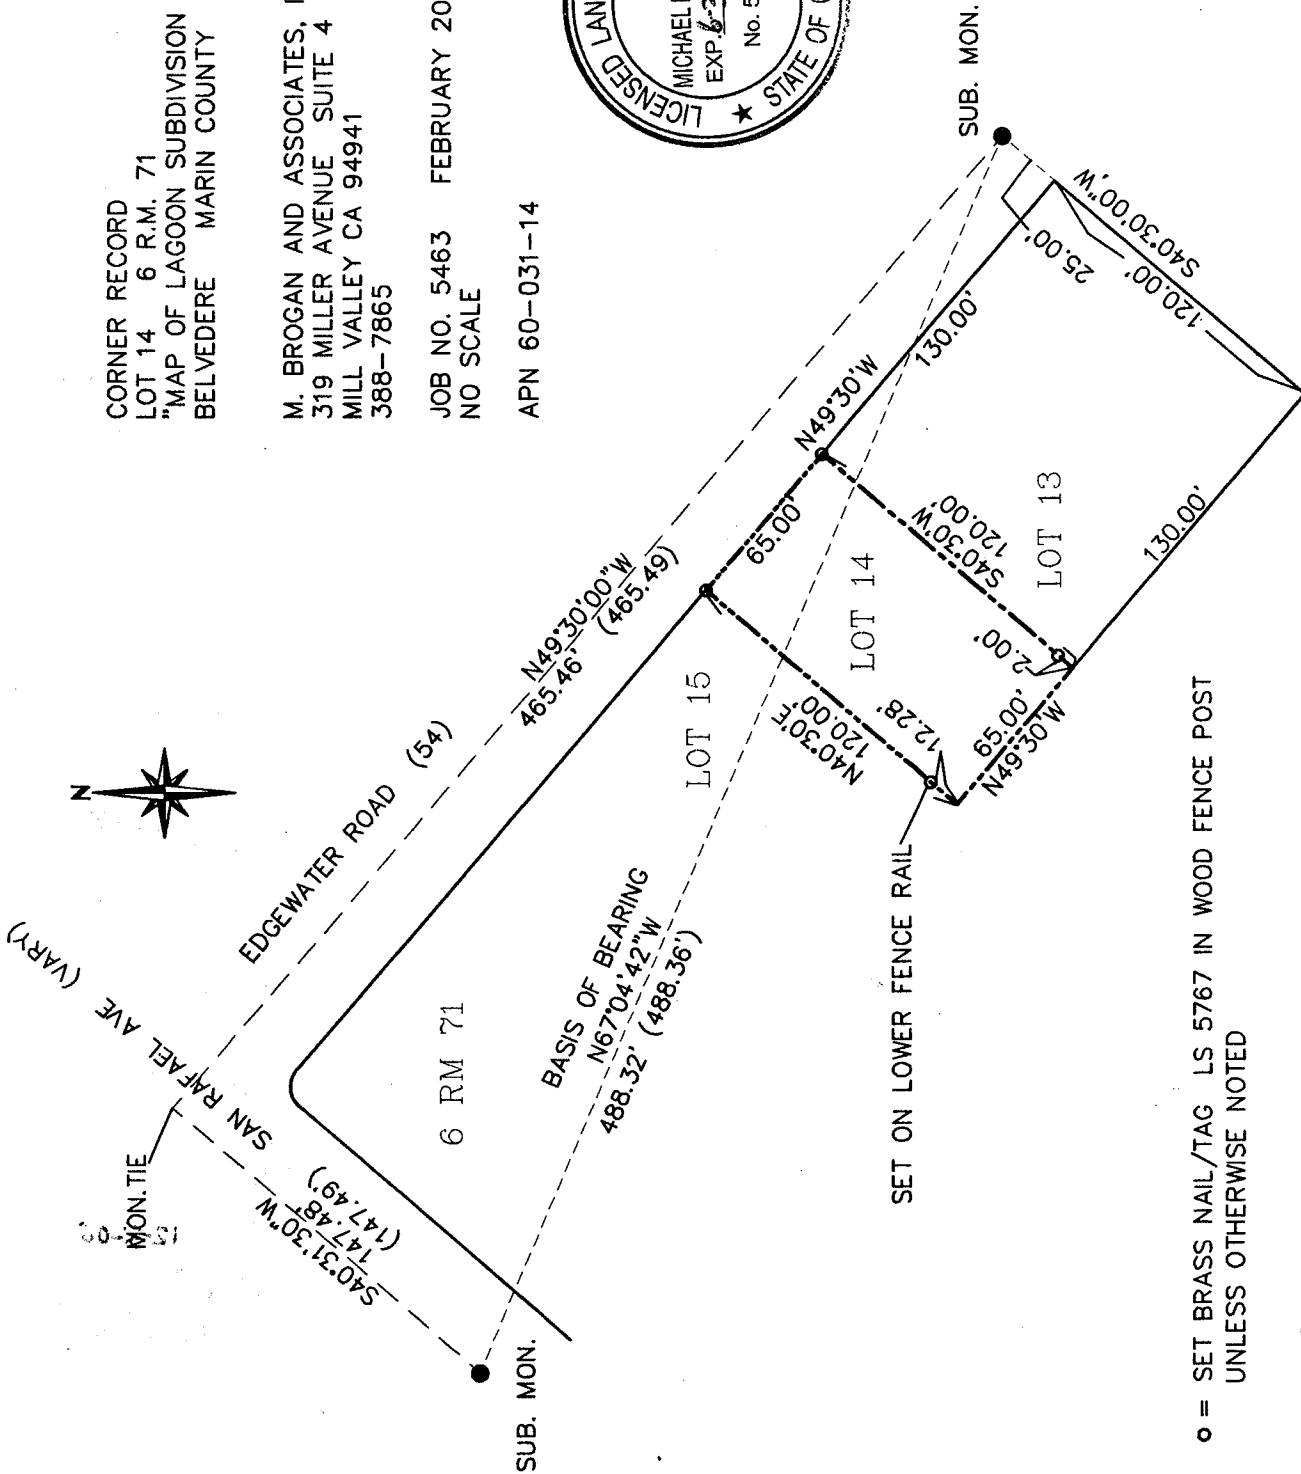 CORNER RECORD
LOT 14 6 R.M. 71
"MAP OF LAGOON SUBDIVISION
BELVEDERE MARIN COUNTY
M. BROGAN AND ASSOCIATES,
319 MILLER AVENUE SUITE 4
MILL VALLEY CA 94941
388-7865
JOB NO. 5463 FEBRUARY 20
NO SCALE
APN 60-031-14
LICENSED LAN
MICHAEL
EXP.
No. 5
STATE OF
★
N
SAN RAFAEL AVE (VARY)
EDGEWATER ROAD (54)
MON. TIE
S40°31'30"W
147.48'
(147.49')
N49°30'00"W
465.46' (465.49)
6 RM 71
BASIS OF BEARING
N67°04'42"W
488.32' (488.36')
SUB. MON.
SUB. MON.
LOT 15
LOT 14
LOT 13
65.00'
N49°30'W
130.00'
25.00'
120.00'
S40°30'00"W
S40°30'W
120.00'
N40°30'E
120.00'
12.28'
2.00'
65.00'
N49°30'W
130.00'
SET ON LOWER FENCE RAIL
o = SET BRASS NAIL/TAG LS 5767 IN WOOD FENCE POST
UNLESS OTHERWISE NOTED